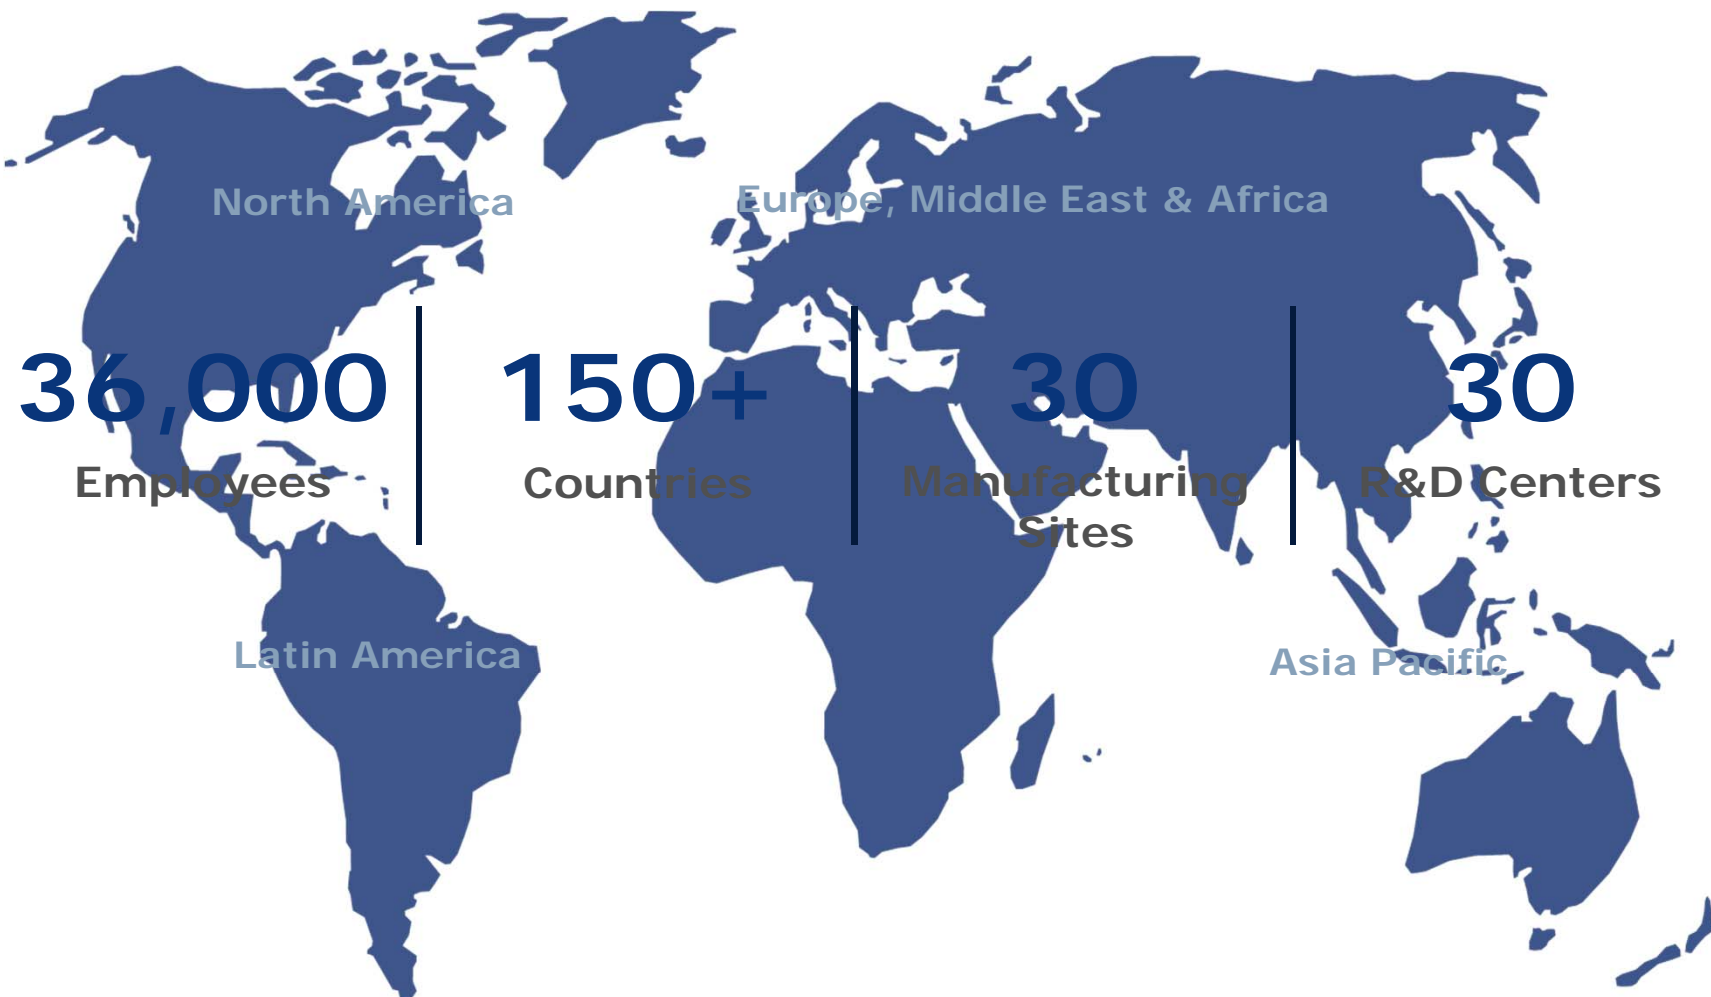 North America
Europe, Middle East & Africa
36,000
Employees
150+
Countries
30
Manufacturing
Sites
30
R&D Centers
Latin America
Asia Pacific